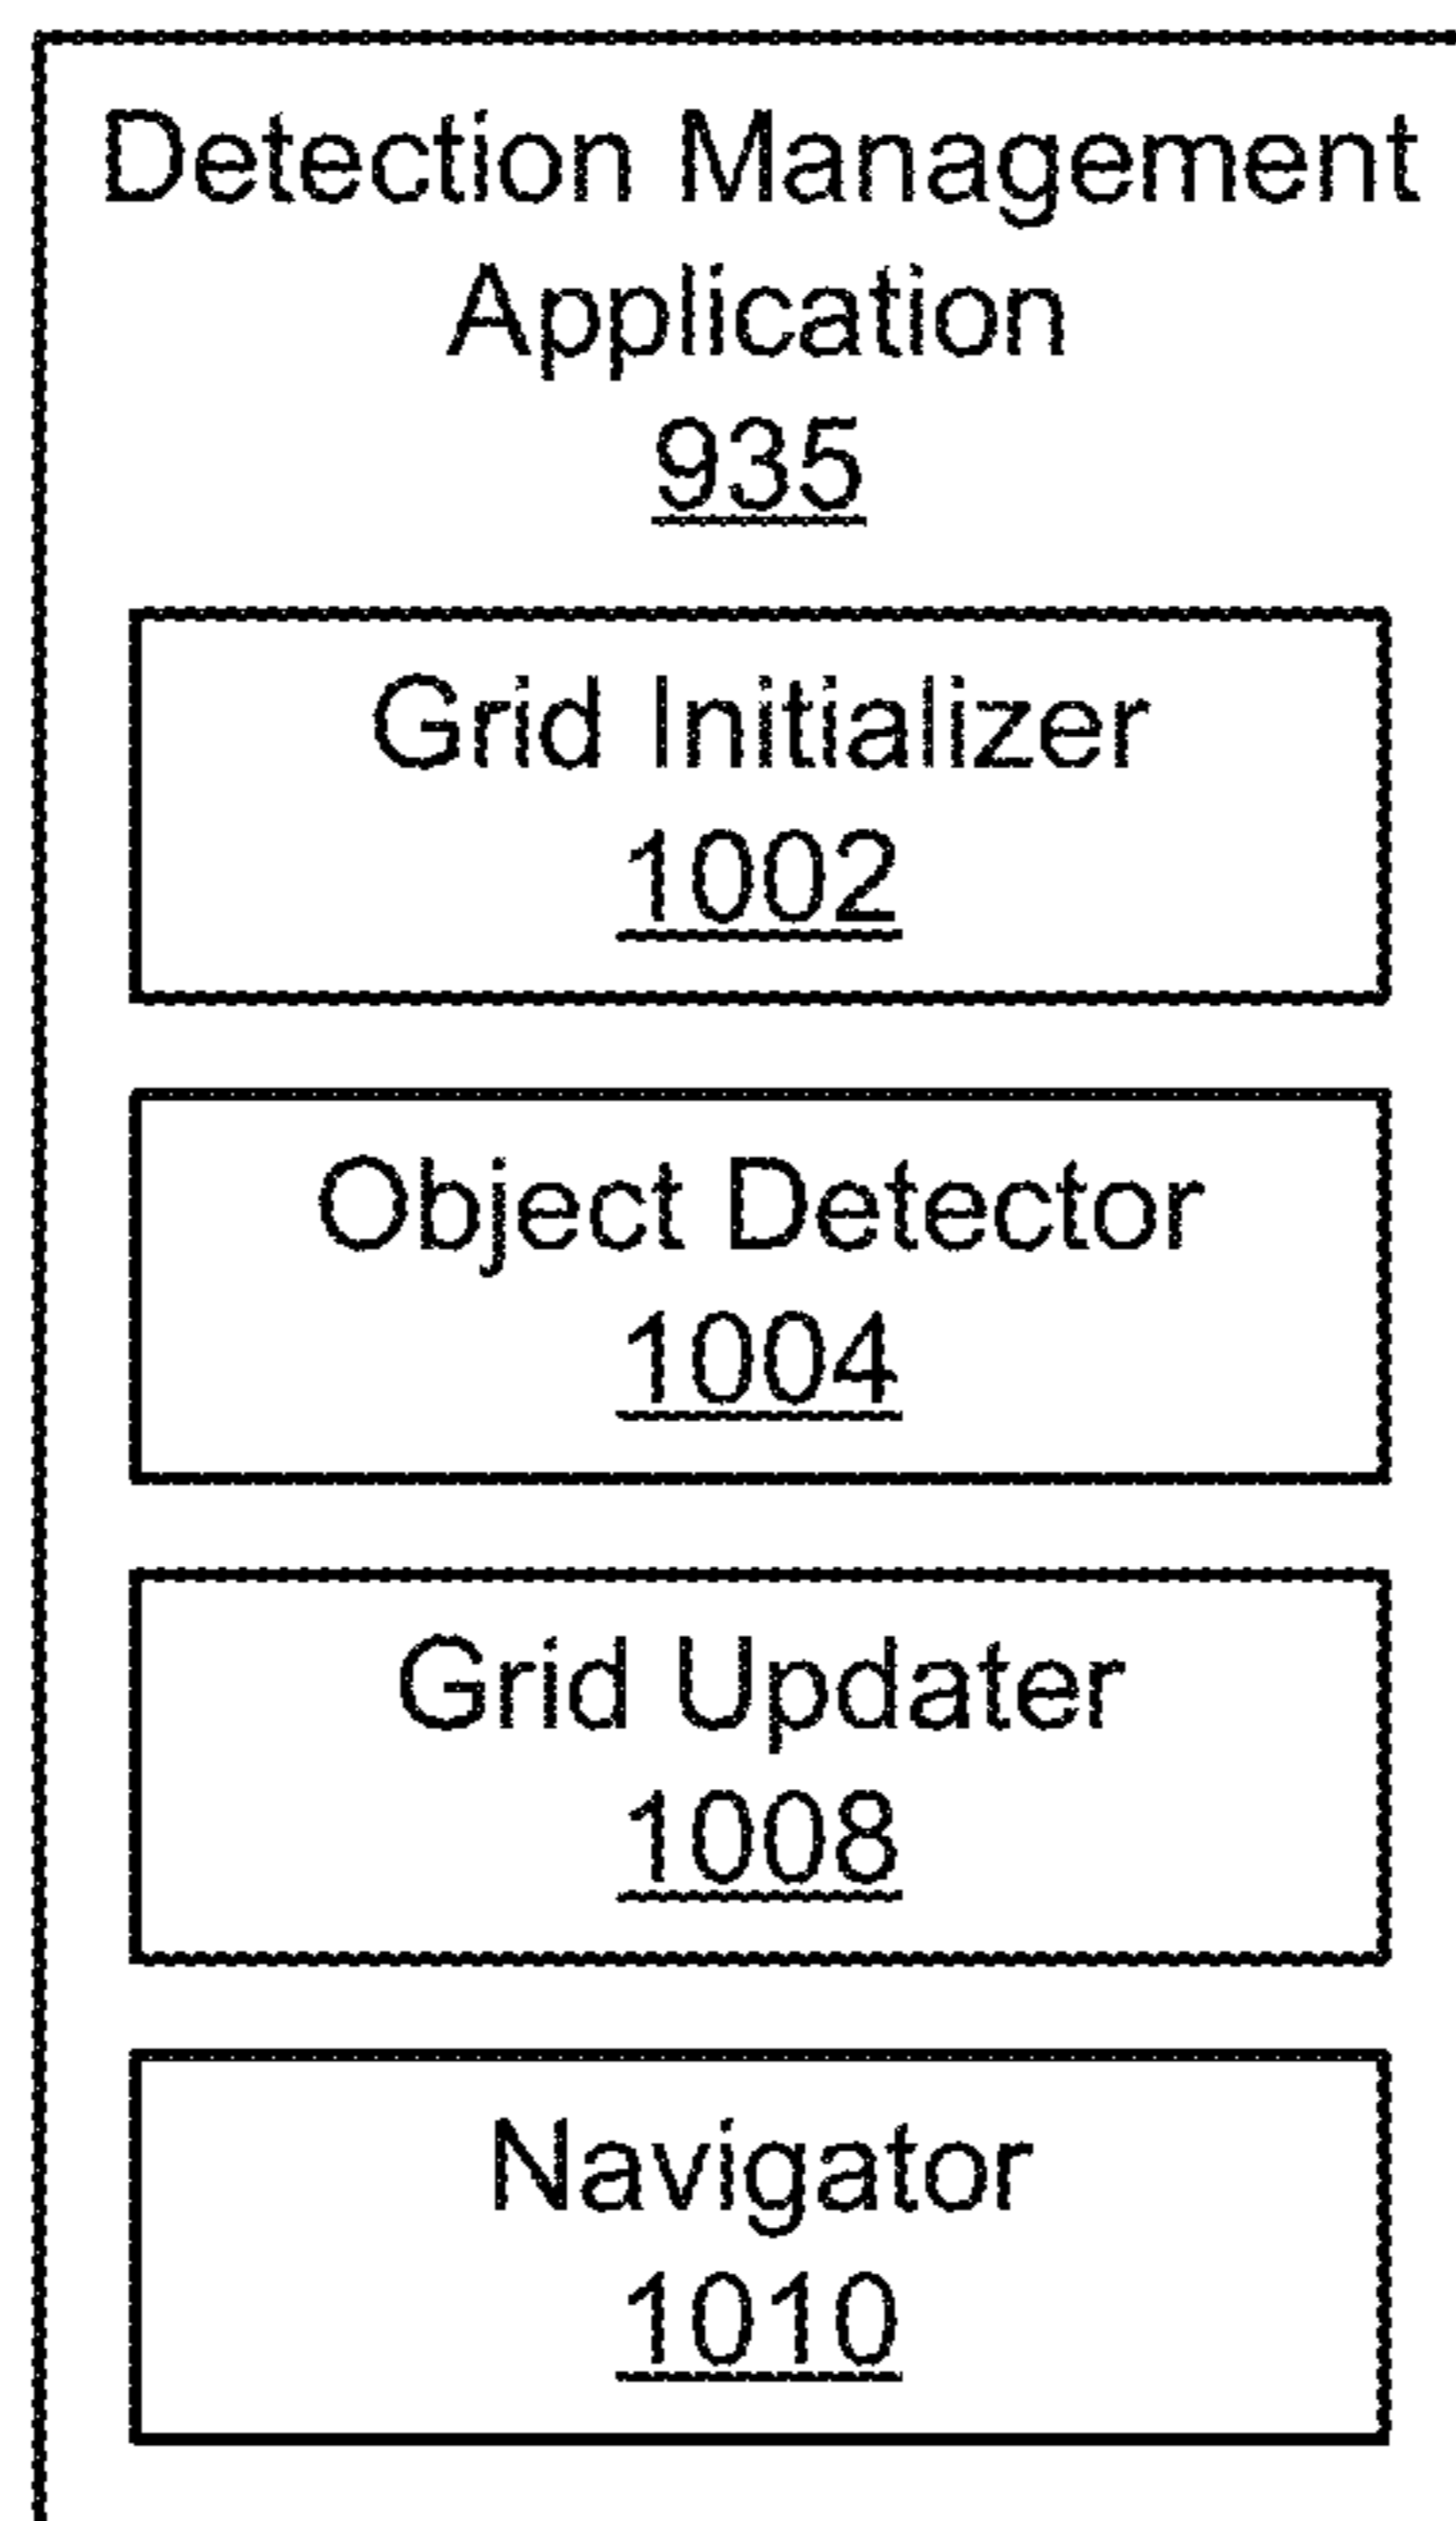 Detection Management
Application
935
Grid Initializer
1002
Object Detector
1004
Grid Updater
1008
Navigator
1010